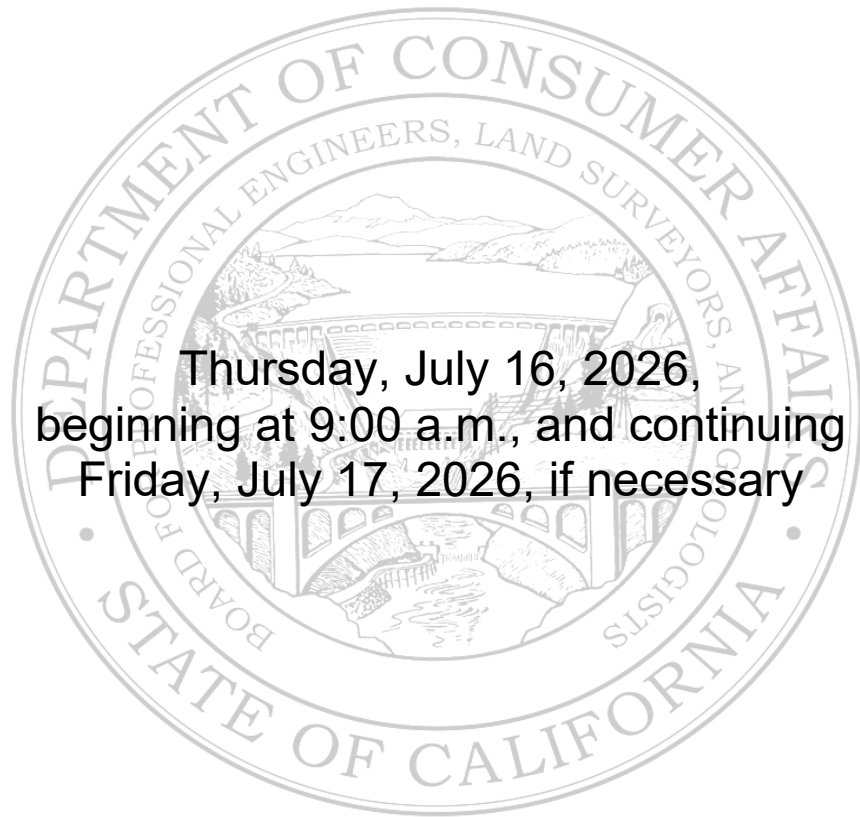 DEPARTMENT OF CONSUMER AFFAIRS
BOARD FOR PROFESSIONAL ENGINEERS, LAND SURVEYORS, AND GEOLOGISTS
Thursday, July 16, 2026,
beginning at 9:00 a.m., and continuing
Friday, July 17, 2026, if necessary
STATE OF CALIFORNIA